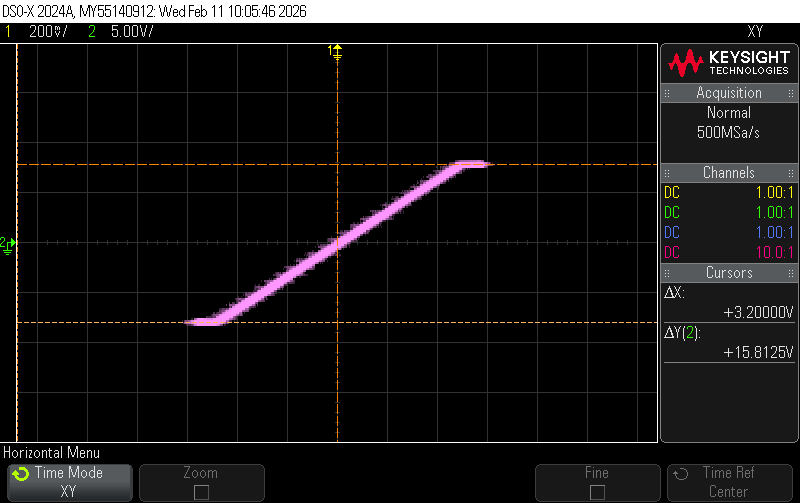 DSO-X 2024A, MY55140912: Wed Feb 11 10:05:46 2026
1 200mV/ 2 5.00V/ XY
1
KEYSIGHT
TECHNOLOGIES
Acquisition
Normal
500MSa/s
Channels
DC 1.00:1
DC 1.00:1
DC 1.00:1
DC 10.0:1
Cursors
ΔX:
+3.20000V
ΔY(2):
+15.8125V
2
Horizontal Menu
Time Mode
XY
Zoom
Fine
Time Ref
Center